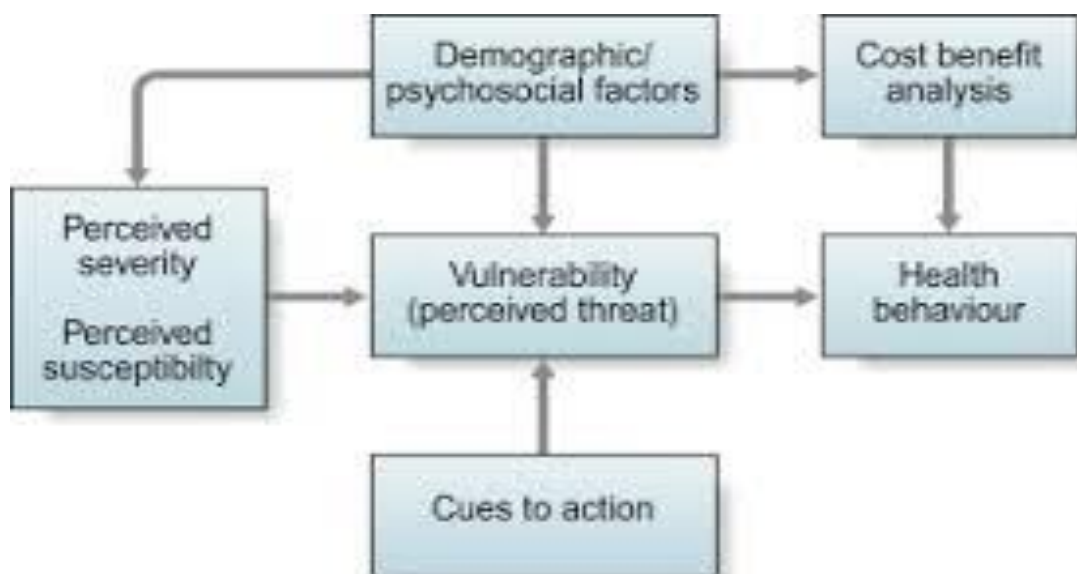 Demographic/
psychosocial factors
Cost benefit
analysis
Perceived
severity
Perceived
susceptibilty
Vulnerability
(perceived threat)
Health
behaviour
Cues to action